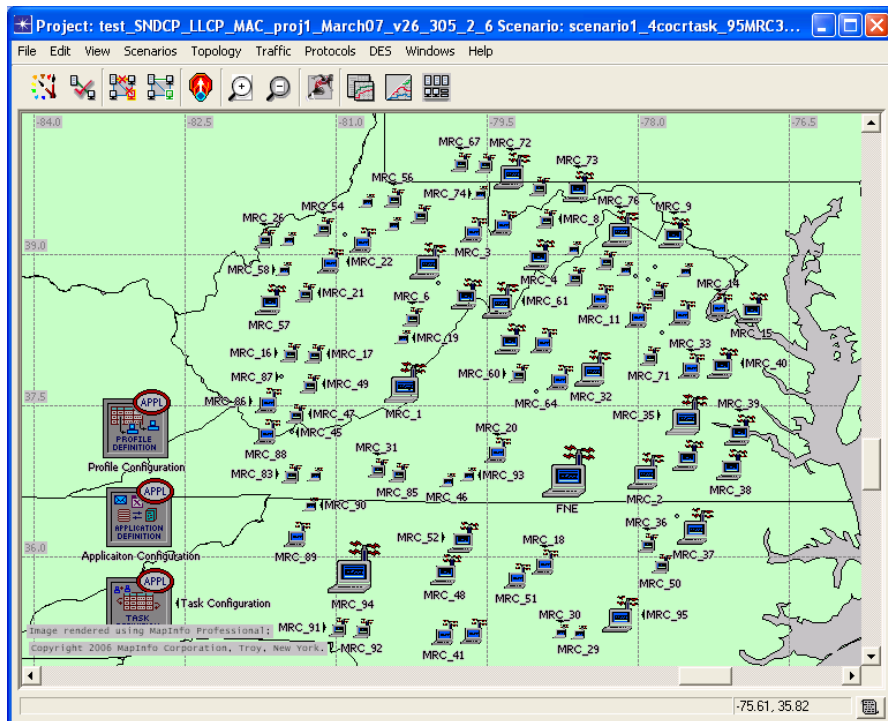 Project: test_SNDCP_LLCP_MAC_proj1_March07_v26_305_2_6 Scenario: scenario1_4cocrtask_95MRC3...
File Edit View Scenarios Topology Traffic Protocols DES Windows Help
-84.0 -82.5 -81.0 -79.5 -78.0 -76.5
MRC_67 MRC_72
MRC_73
MRC_56
MRC_74
MRC_54 MRC_76 MRC_9
MRC_26 MRC_8
39.0
MRC_3
MRC_58 MRC_22
MRC_4 MRC_14
MRC_21 MRC_6 MRC_61
MRC_57 MRC_11 MRC_15
MRC_19 MRC_33
MRC_16 MRC_17
MRC_40
MRC_87 MRC_60 MRC_71
MRC_49
37.5
MRC_86 MRC_1 MRC_64 MRC_32 MRC_39
APPL
MRC_47 MRC_35
PROFILE
DEFINITION
MRC_45 MRC_20
Profile Configuration
MRC_88 MRC_31
MRC_83 MRC_93
MRC_85 MRC_46 MRC_2 MRC_38
APPL
MRC_90 FNE
APPLICATION
DEFINITION
MRC_36
MRC_52 MRC_18
36.0
Applicaiton Configuration
MRC_89 MRC_37
MRC_50
APPL
MRC_94 MRC_48 MRC_51
Task Configuration
TASK
MRC_30 MRC_95
MRC_91
Image rendered using MapInfo Professional;
MRC_92 MRC_41 MRC_29
Copyright 2006 MapInfo Corporation, Troy, New York.
-75.61, 35.82